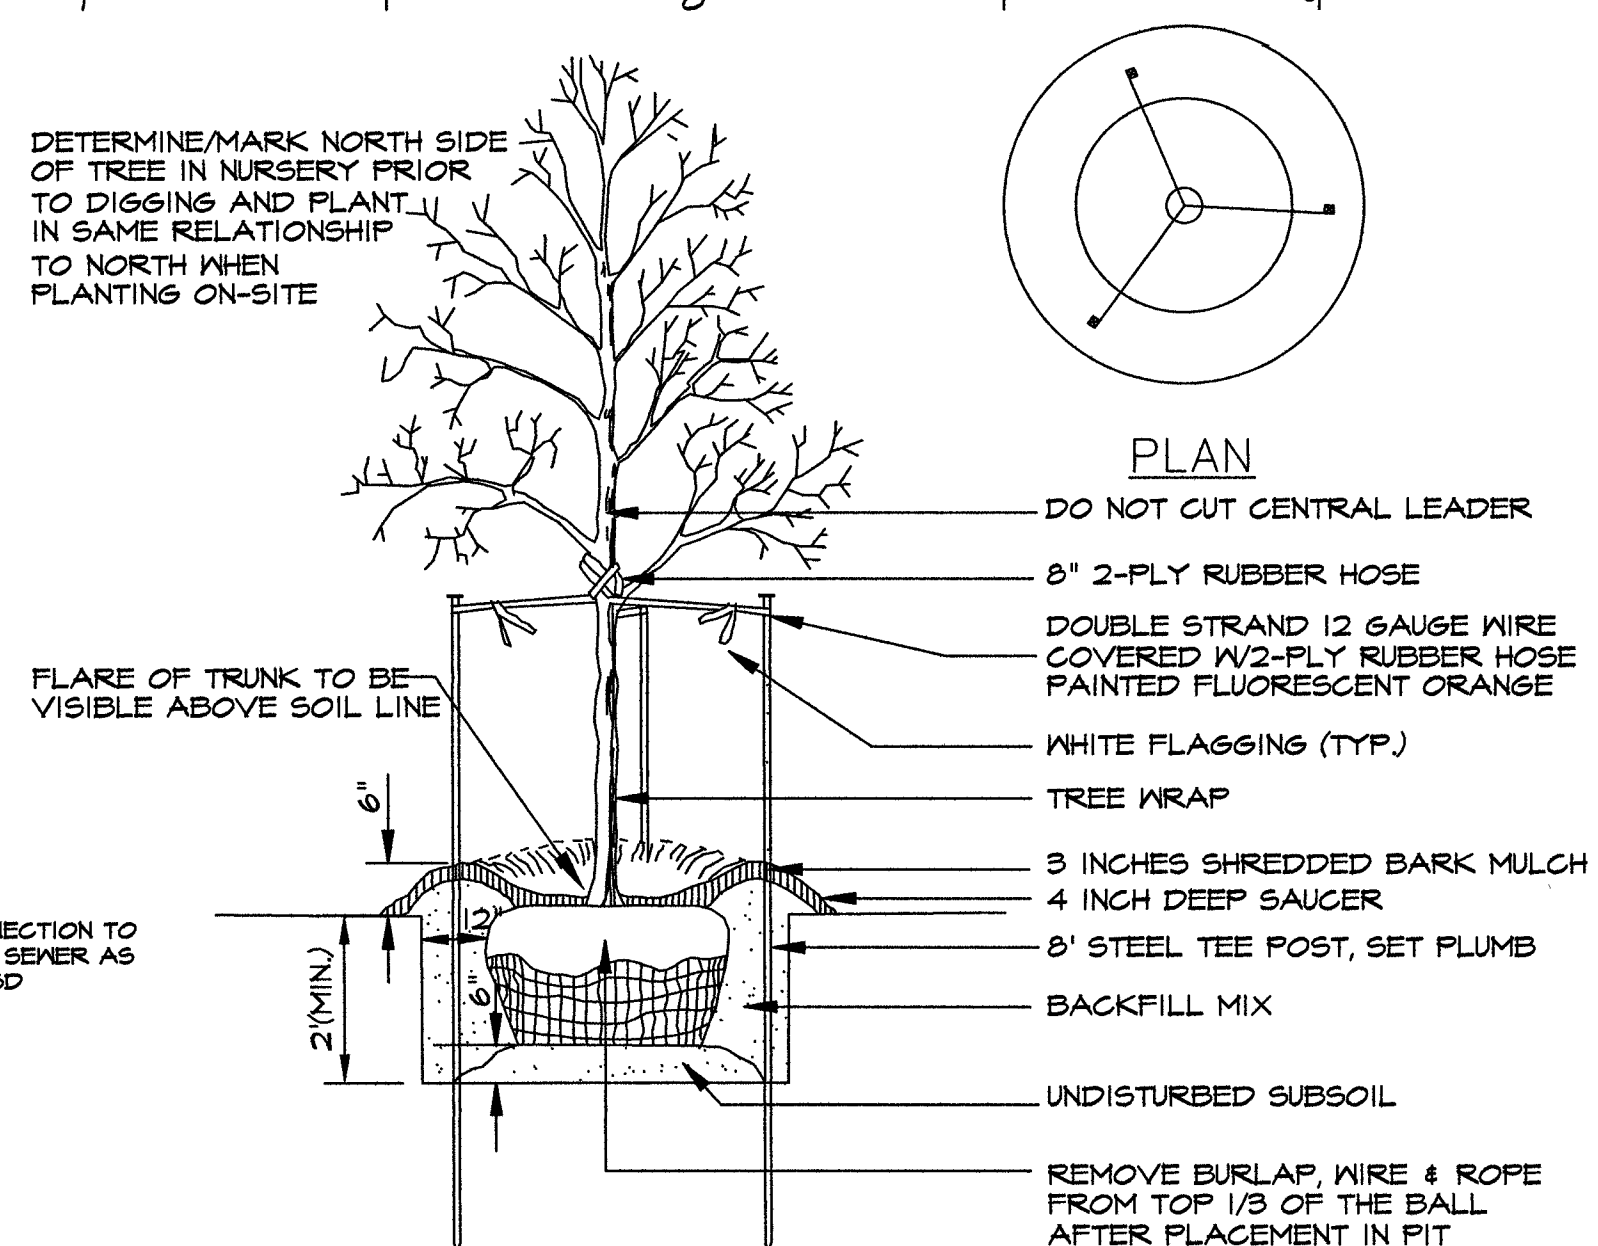 DETERMINE/MARK NORTH SIDE
OF TREE IN NURSERY PRIOR
TO DIGGING AND PLANT
IN SAME RELATIONSHIP
TO NORTH WHEN
PLANTING ON-SITE
PLAN
DO NOT CUT CENTRAL LEADER
8" 2-PLY RUBBER HOSE
DOUBLE STRAND 12 GAUGE WIRE
COVERED W/2-PLY RUBBER HOSE
PAINTED FLUORESCENT ORANGE
FLARE OF TRUNK TO BE
VISIBLE ABOVE SOIL LINE
WHITE FLAGGING (TYP.)
TREE WRAP
6"
3 INCHES SHREDDED BARK MULCH
4 INCH DEEP SAUCER
12"
TO
SEWER AS
8' STEEL TEE POST, SET PLUMB
2'(MIN.)
6"
BACKFILL MIX
UNDISTURBED SUBSOIL
REMOVE BURLAP, WIRE & ROPE
FROM TOP 1/3 OF THE BALL
AFTER PLACEMENT IN PIT